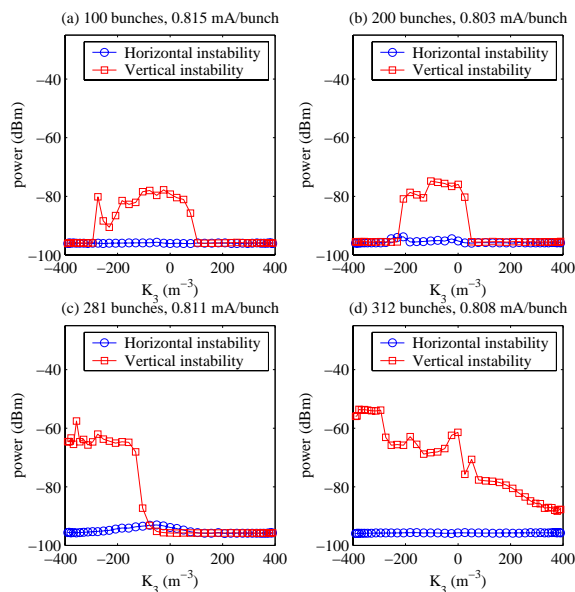 (a) 100 bunches, 0.815 mA/bunch
Horizontal instability
Vertical instability
−40
−60
−80
−100
power (dBm)
−400 −200 0 200 400
K_3 (m^−3)
(b) 200 bunches, 0.803 mA/bunch
Horizontal instability
Vertical instability
−40
−60
−80
−100
power (dBm)
−400 −200 0 200 400
K_3 (m^−3)
(c) 281 bunches, 0.811 mA/bunch
Horizontal instability
Vertical instability
−40
−60
−80
−100
power (dBm)
−400 −200 0 200 400
K_3 (m^−3)
(d) 312 bunches, 0.808 mA/bunch
Horizontal instability
Vertical instability
−40
−60
−80
−100
power (dBm)
−400 −200 0 200 400
K_3 (m^−3)